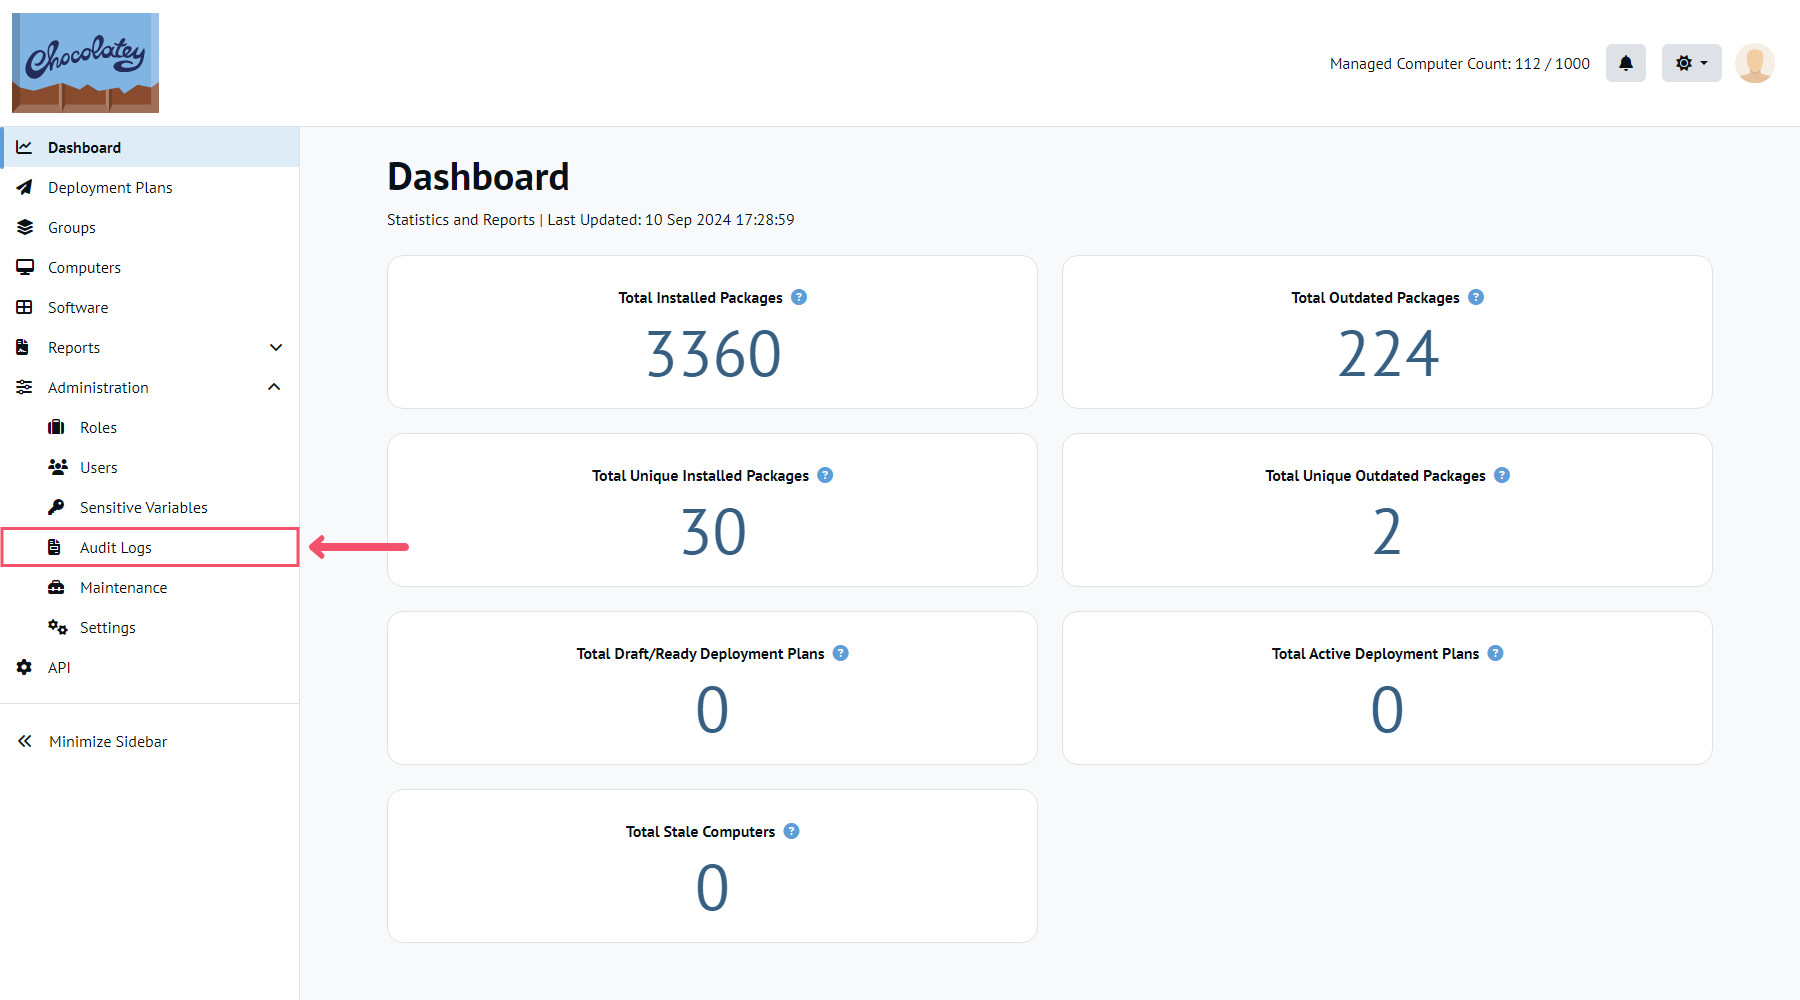 Chocolatey
Managed Computer Count: 112 / 1000
Dashboard
Deployment Plans
Groups
Computers
Software
Reports
Administration
Roles
Users
Sensitive Variables
Audit Logs
Maintenance
Settings
API
Minimize Sidebar
Dashboard
Statistics and Reports | Last Updated: 10 Sep 2024 17:28:59
Total Installed Packages ?
3360
Total Outdated Packages ?
224
Total Unique Installed Packages ?
30
Total Unique Outdated Packages ?
2
Total Draft/Ready Deployment Plans ?
0
Total Active Deployment Plans ?
0
Total Stale Computers ?
0